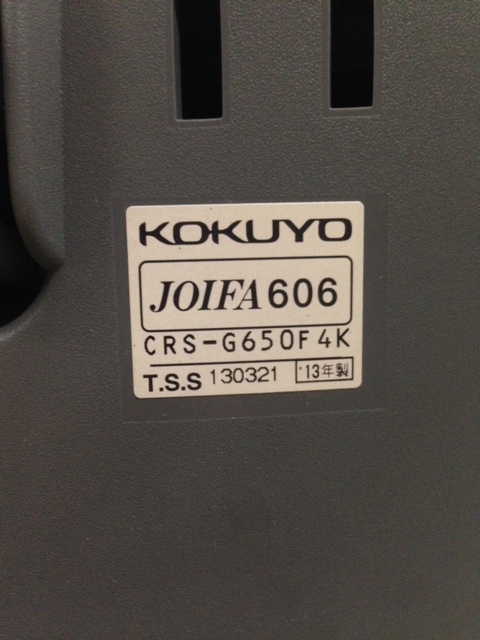 KOKUYO
JOIFA606
CRS-G650F4K
T.S.S 130321 '13年製